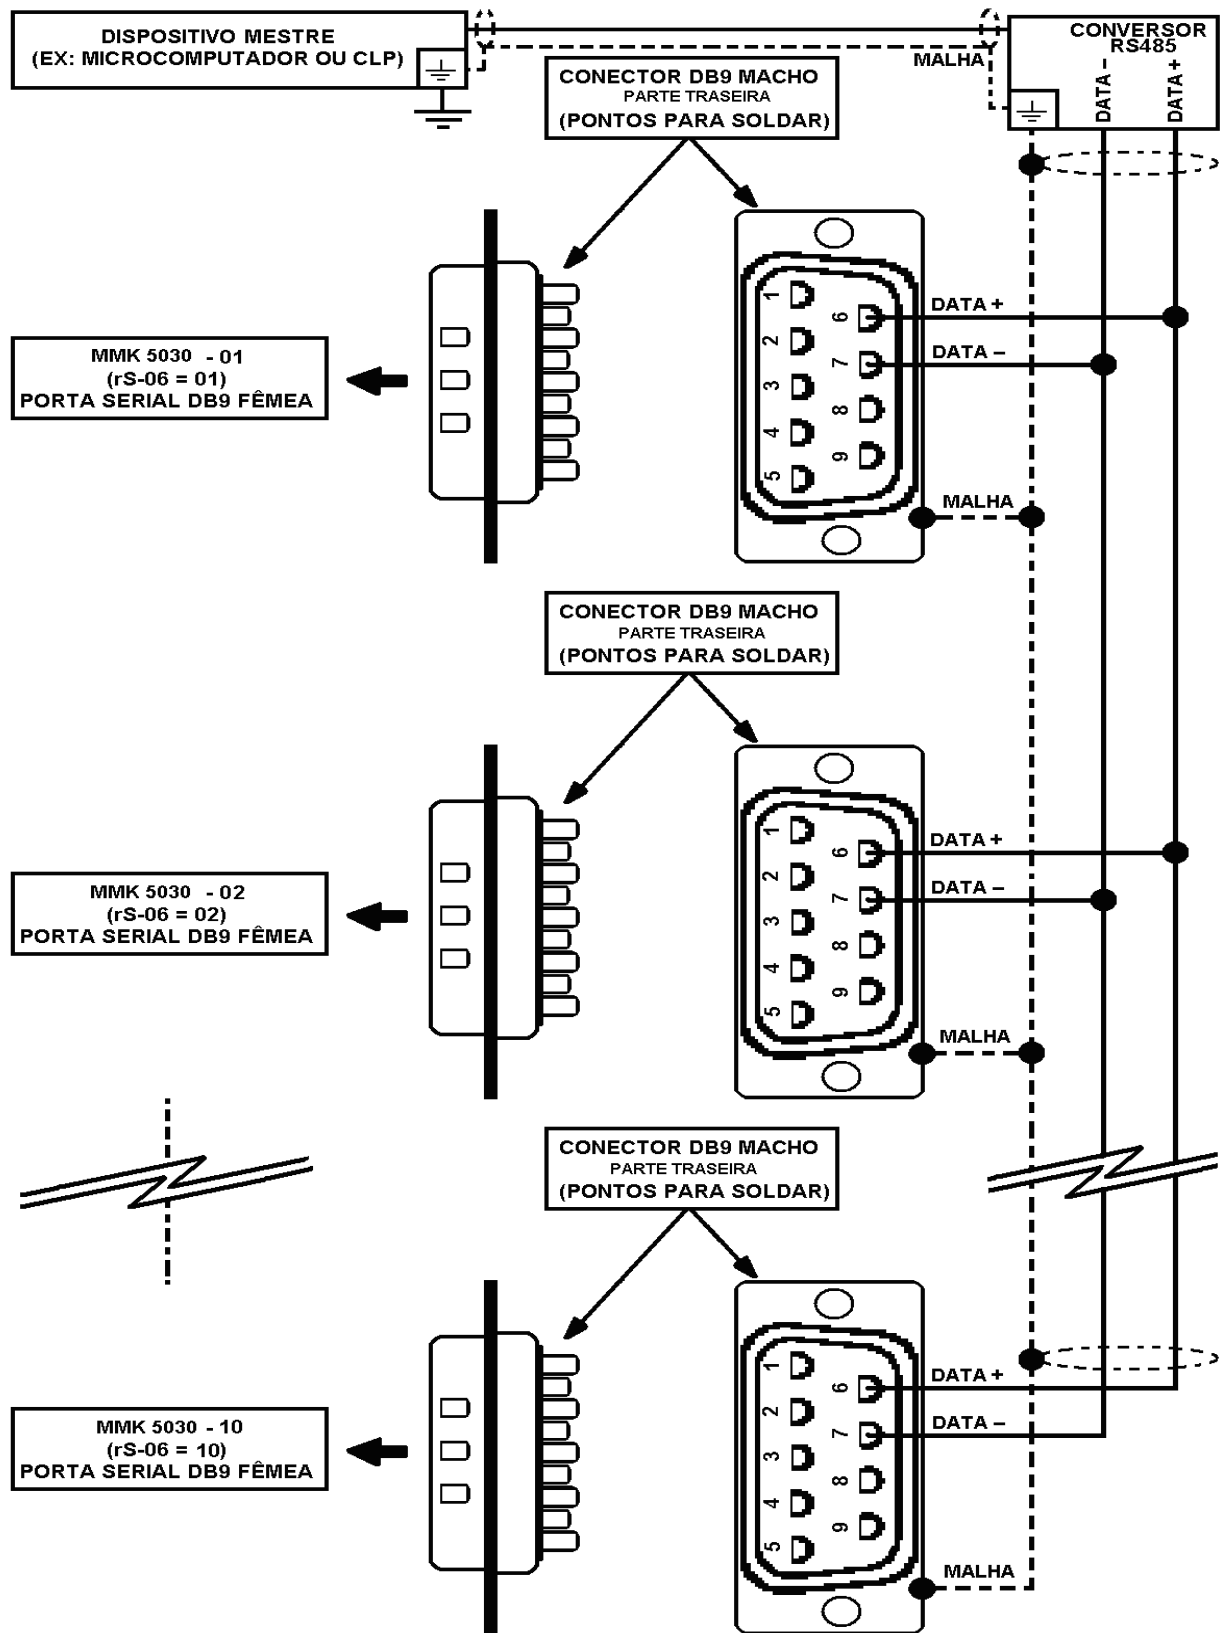 DISPOSITIVO MESTRE
(EX: MICROCOMPUTADOR OU CLP)
MALHA
CONVERSOR
RS485
DATA –
DATA +
CONECTOR DB9 MACHO
PARTE TRASEIRA
(PONTOS PARA SOLDAR)
1
2
3
4
5
6
7
8
9
DATA +
DATA –
MALHA
MMK 5030 - 01
(rS-06 = 01)
PORTA SERIAL DB9 FÊMEA
CONECTOR DB9 MACHO
PARTE TRASEIRA
(PONTOS PARA SOLDAR)
1
2
3
4
5
6
7
8
9
DATA +
DATA –
MALHA
MMK 5030 - 02
(rS-06 = 02)
PORTA SERIAL DB9 FÊMEA
CONECTOR DB9 MACHO
PARTE TRASEIRA
(PONTOS PARA SOLDAR)
1
2
3
4
5
6
7
8
9
DATA +
DATA –
MALHA
MMK 5030 - 10
(rS-06 = 10)
PORTA SERIAL DB9 FÊMEA